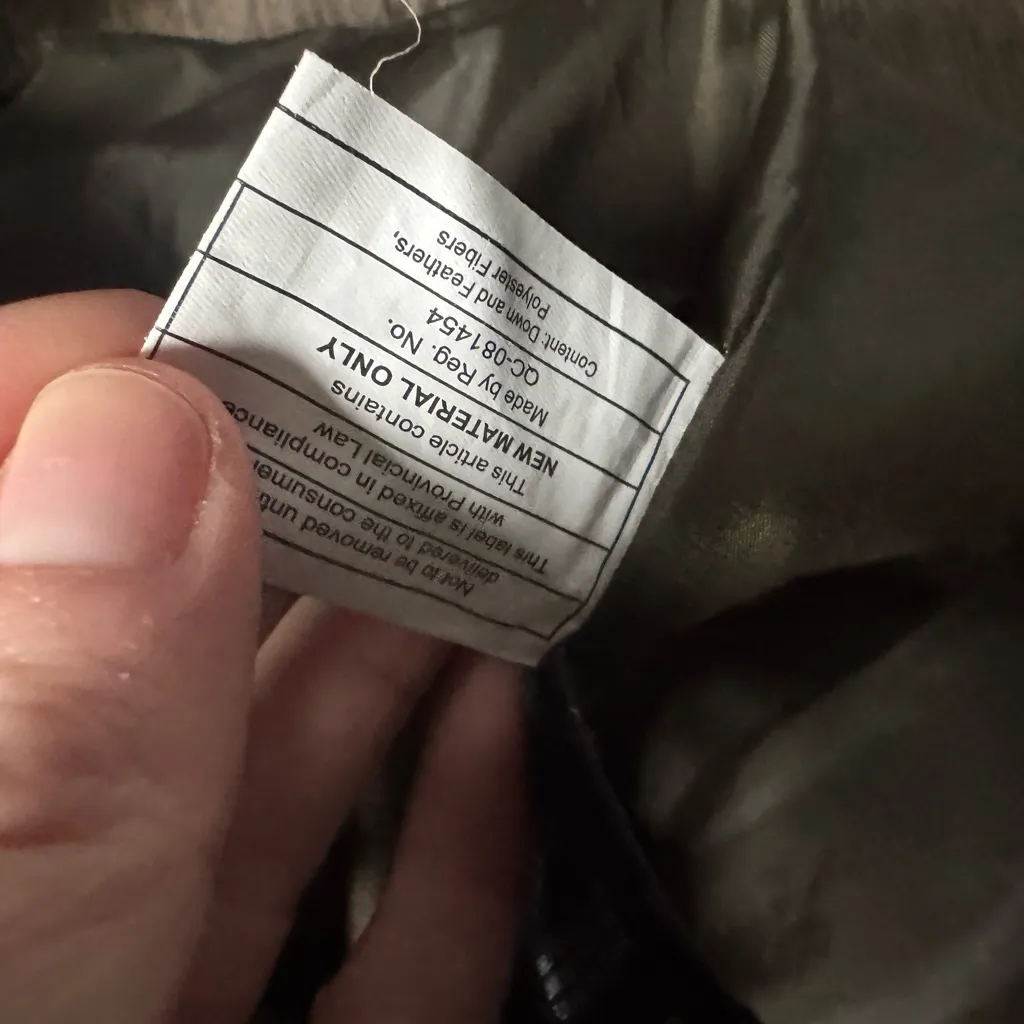 Not to be removed until
delivered to the consumer
This label is affixed in compliance
with Provincial Law
This article contains
NEW MATERIAL ONLY
Made by Reg. No.
QC-081454
Content: Down and Feathers,
Polyester Fibers